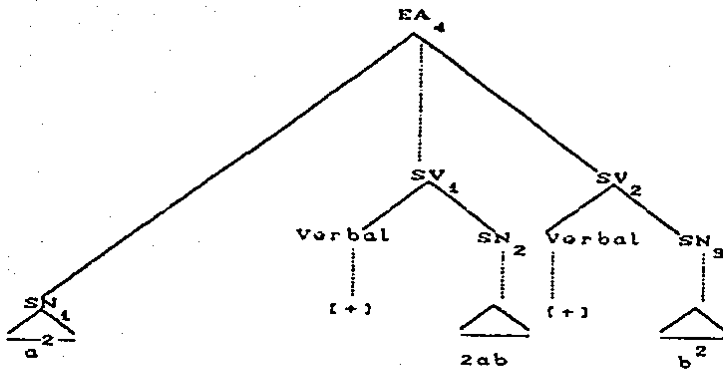 EA4
SV1 SV2
Verbal SN2 Verbal SN3
SN1 [+] [+]
a2 2ab b2